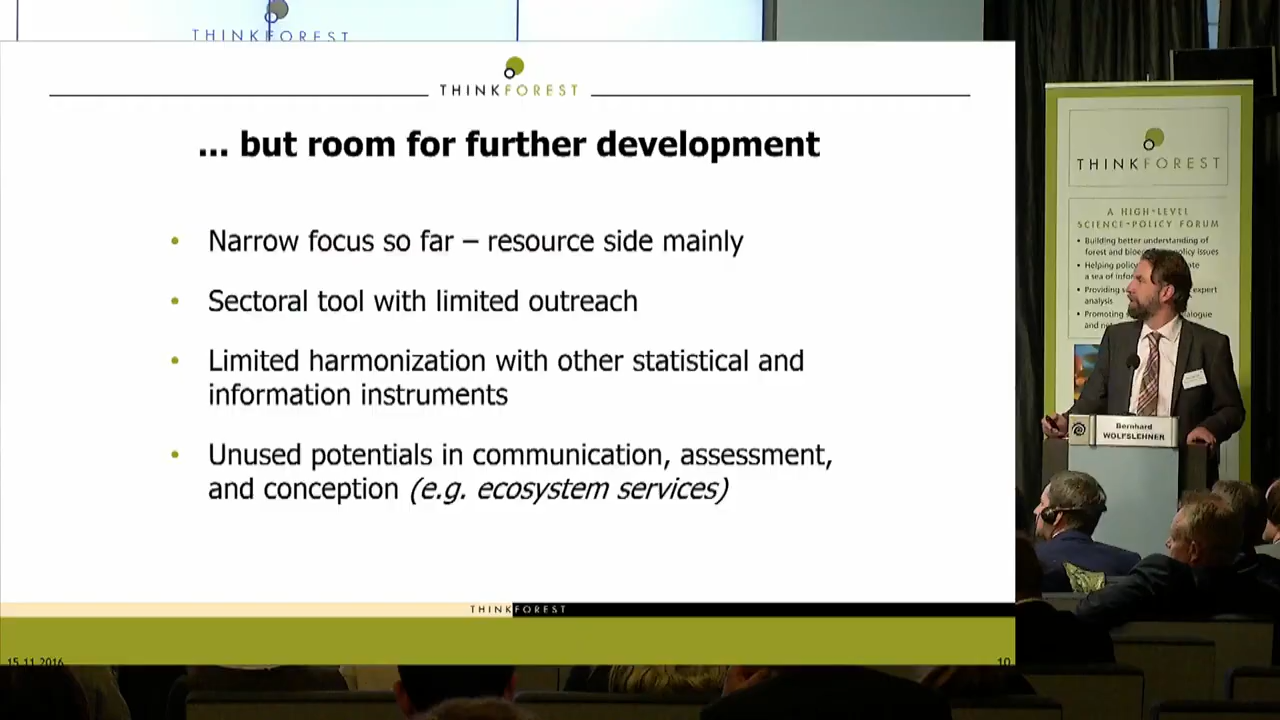 THINKFOREST
THINKFOREST
... but room for further development
• Narrow focus so far – resource side mainly
• Sectoral tool with limited outreach
• Limited harmonization with other statistical and
information instruments
• Unused potentials in communication, assessment,
and conception (e.g. ecosystem services)
THINKFOREST
15.11.2016
10
THINKFOREST
A HIGH-LEVEL
SCIENCE-POLICY FORUM
• Building better understanding of
forest and policy issues
• Helping
a sea of
• Providing expert
analysis
• Promoting
Bernhard
WOLFSLEHNER